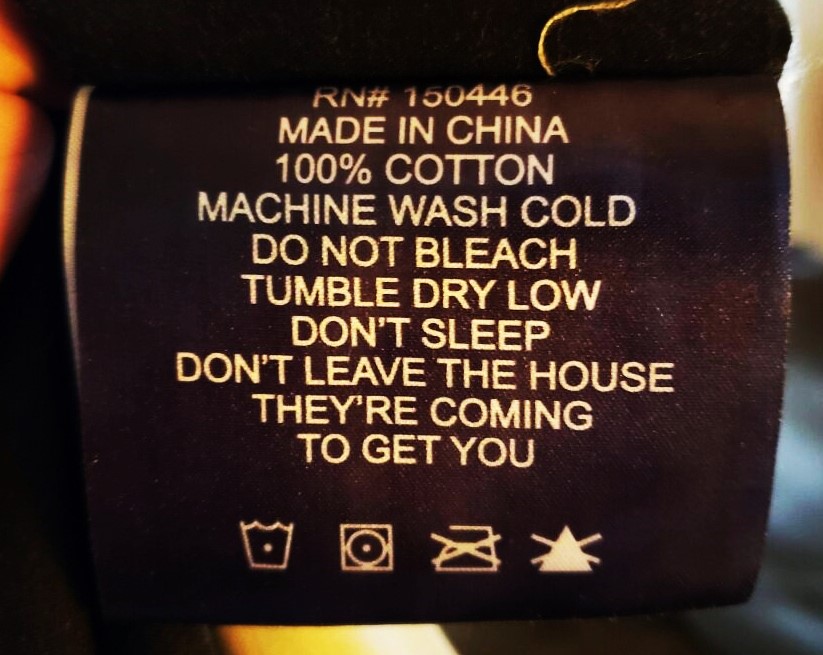 RN# 150446
MADE IN CHINA
100% COTTON
MACHINE WASH COLD
DO NOT BLEACH
TUMBLE DRY LOW
DON'T SLEEP
DON'T LEAVE THE HOUSE
THEY'RE COMING
TO GET YOU